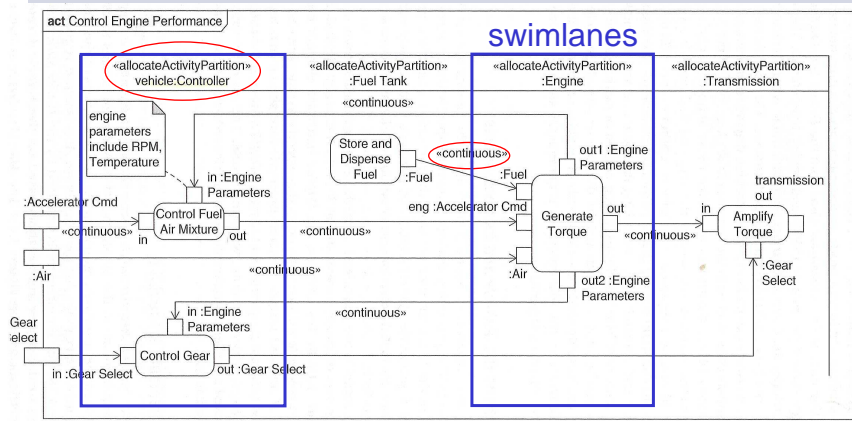 act Control Engine Performance
swimlanes
«allocateActivityPartition»
vehicle:Controller
«allocateActivityPartition»
:Fuel Tank
«allocateActivityPartition»
:Engine
«allocateActivityPartition»
:Transmission
«continuous»
engine
parameters
include RPM,
Temperature
in :Engine
Parameters
Store and
Dispense
Fuel
:Fuel
«continuous»
:Fuel
out1 :Engine
Parameters
:Accelerator Cmd
«continuous»
in
Control Fuel
Air Mixture
out
«continuous»
eng :Accelerator Cmd
Generate
Torque
out
«continuous»
in
Amplify
Torque
transmission
out
:Air
«continuous»
:Air
:Gear
Select
out2 :Engine
Parameters
«continuous»
in :Engine
Parameters
Gear
elect
in :Gear Select
Control Gear
out :Gear Select